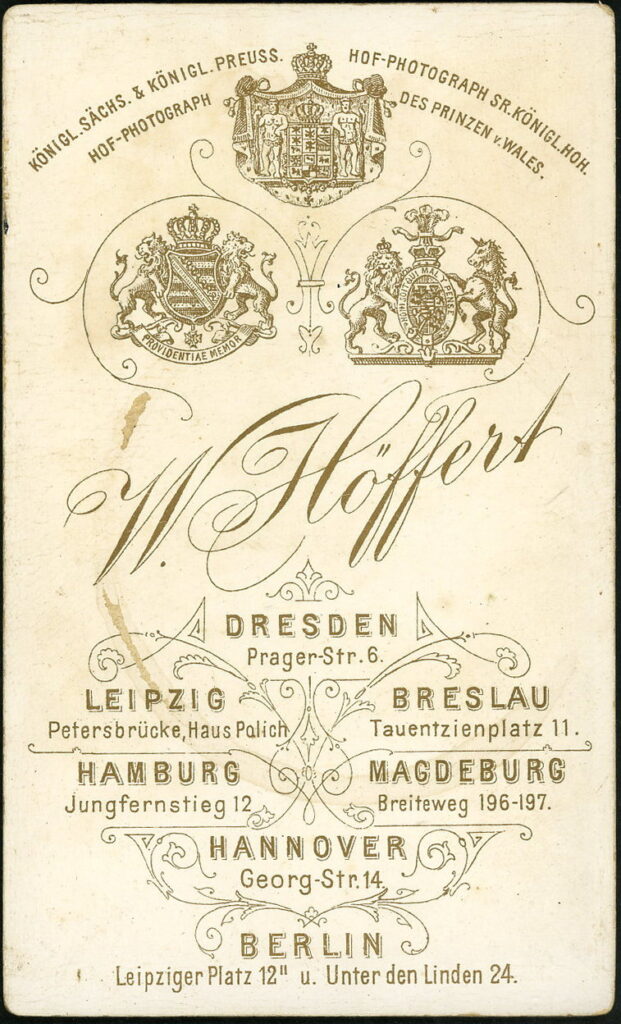 KÖNIGL. SÄCHS. & KÖNIGL. PREUSS.
HOF-PHOTOGRAPH
HOF-PHOTOGRAPH SR. KÖNIGL. HOH.
DES PRINZEN v. WALES.
PROVIDENTIAE MEMOR
W. Höffert
DRESDEN
Prager-Str. 6.
LEIPZIG
Petersbrücke, Haus Polich
BRESLAU
Tauentzienplatz 11.
HAMBURG
Jungfernstieg 12
MAGDEBURG
Breiteweg 196-197.
HANNOVER
Georg-Str. 14
BERLIN
Leipziger Platz 12" u. Unter den Linden 24.